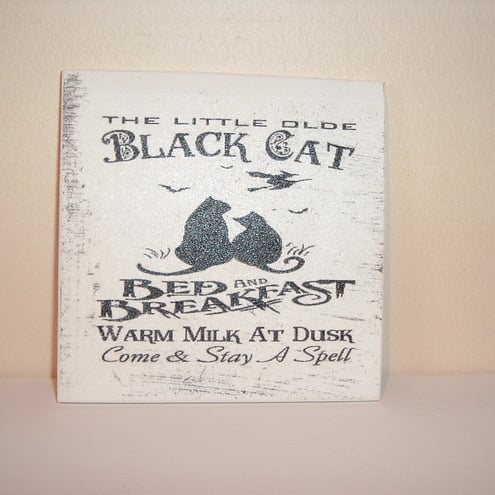 THE LITTLE OLDE
BLACK CAT
BED AND
BREAKFAST
WARM MILK AT DUSK
Come & Stay A Spell